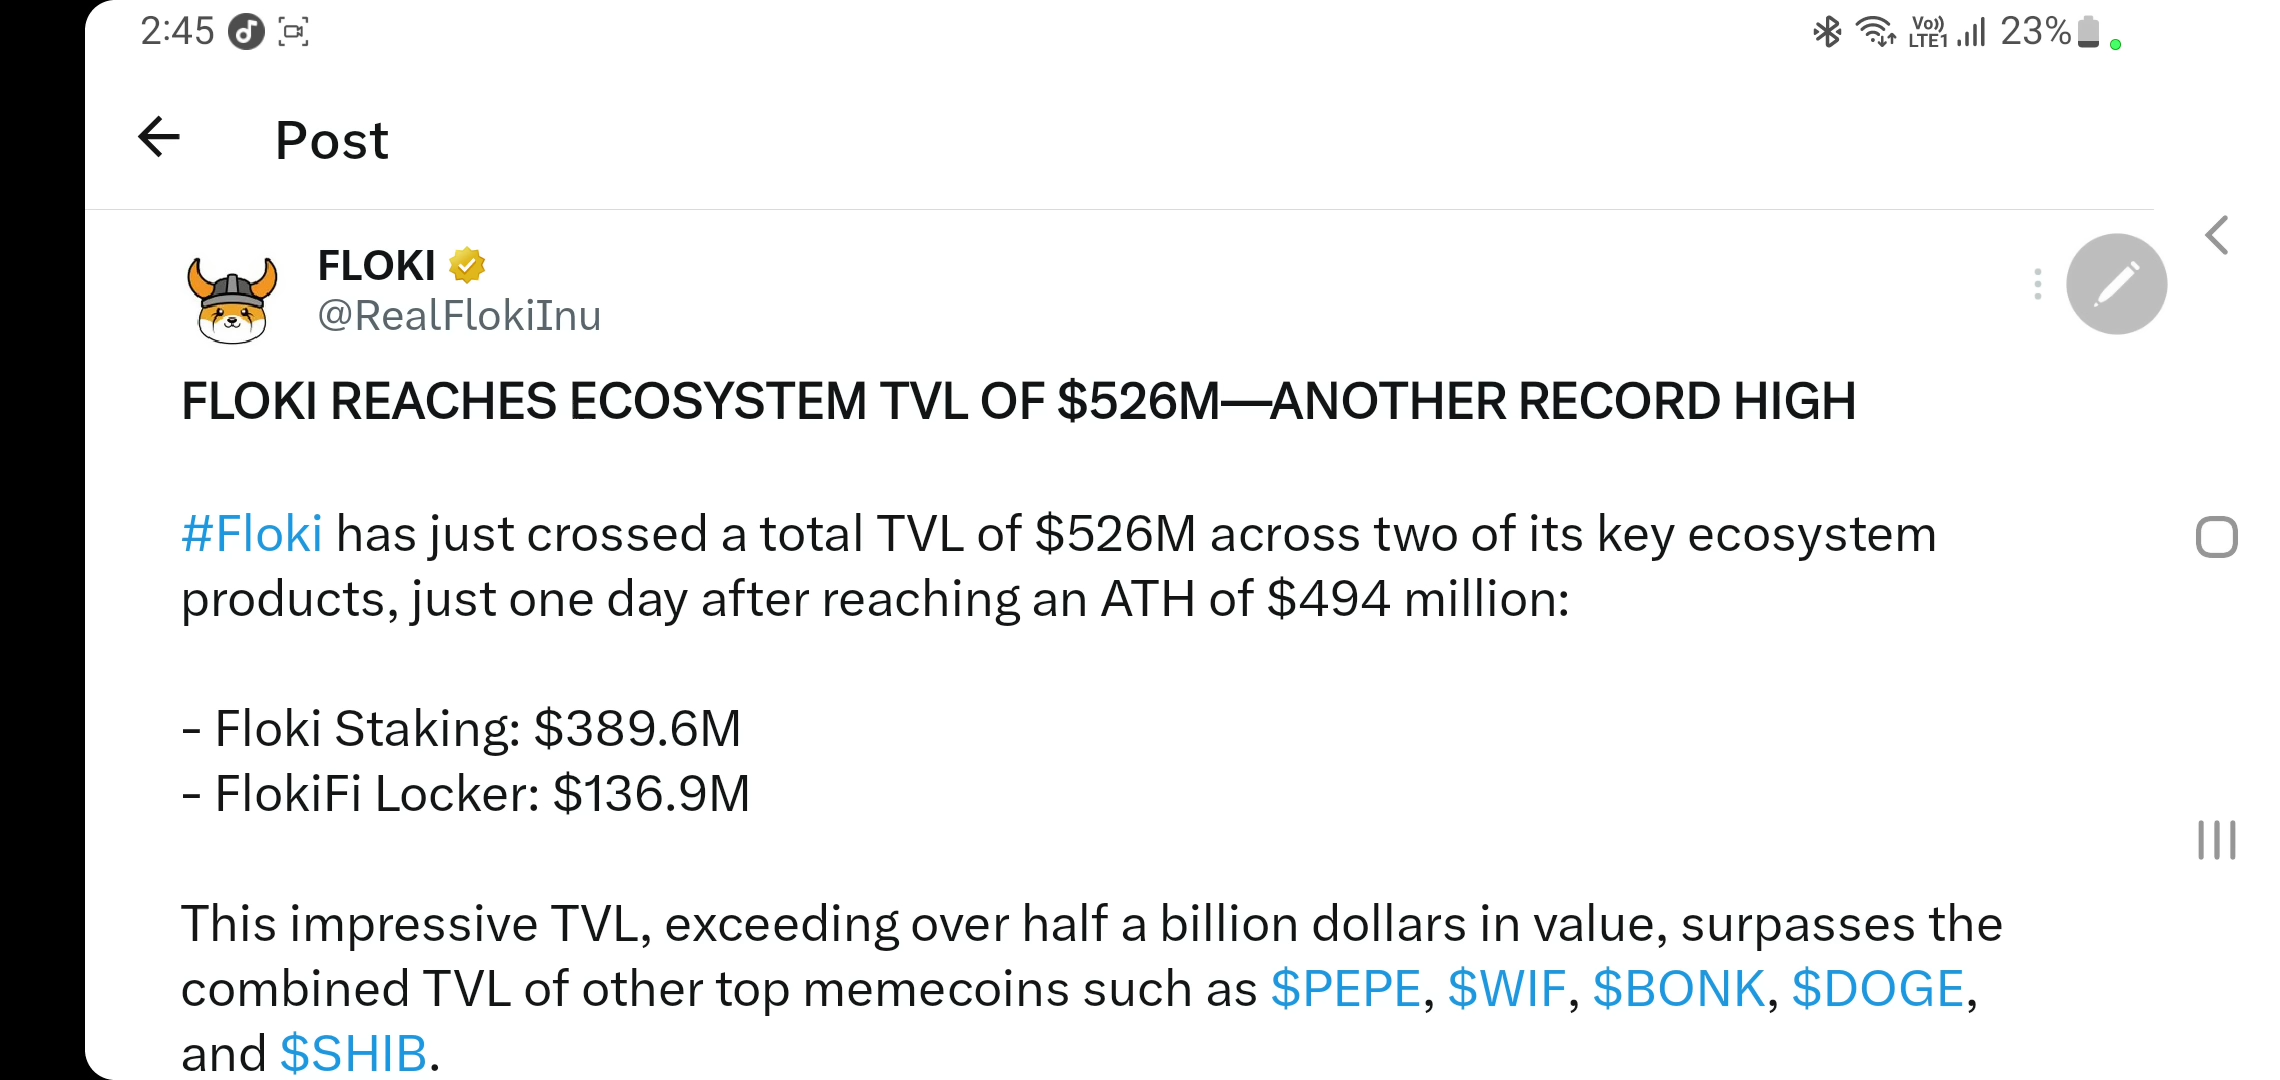 2:45
Vo))
LTE1
23%
Post
FLOKI
@RealFlokiInu
FLOKI REACHES ECOSYSTEM TVL OF $526M—ANOTHER RECORD HIGH
#Floki has just crossed a total TVL of $526M across two of its key ecosystem
products, just one day after reaching an ATH of $494 million:
- Floki Staking: $389.6M
- FlokiFi Locker: $136.9M
This impressive TVL, exceeding over half a billion dollars in value, surpasses the
combined TVL of other top memecoins such as $PEPE, $WIF, $BONK, $DOGE,
and $SHIB.